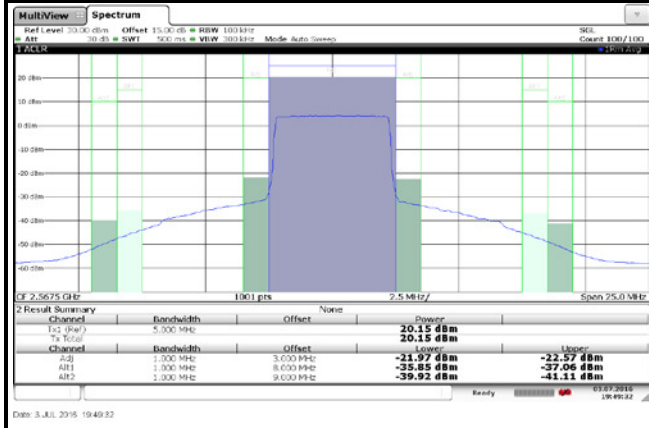 MultiView Spectrum
Ref Level 30.00 dBm Offset 15.00 dB RBW 100 kHz SGL
Att 30 dB SWT 500 ms VBW 300 kHz Mode Auto Sweep Count 100/100
1 ACLR 1Rm Avg
20 dBm
10 dBm
0 dBm
-10 dBm
-20 dBm
-30 dBm
-40 dBm
-50 dBm
-60 dBm
CF 2.5675 GHz 1001 pts 2.5 MHz/ Span 25.0 MHz
2 Result Summary None
Channel Bandwidth Offset Power
Tx1 (Ref) 5.000 MHz 20.15 dBm
Tx Total 20.15 dBm
Channel Bandwidth Offset Lower Upper
Adj 1.000 MHz 3.000 MHz -21.97 dBm -22.57 dBm
Alt1 1.000 MHz 8.000 MHz -35.85 dBm -37.06 dBm
Alt2 1.000 MHz 9.000 MHz -39.92 dBm -41.11 dBm
Ready 03.07.2016
19:49:32
Date: 3.JUL.2016 19:49:32